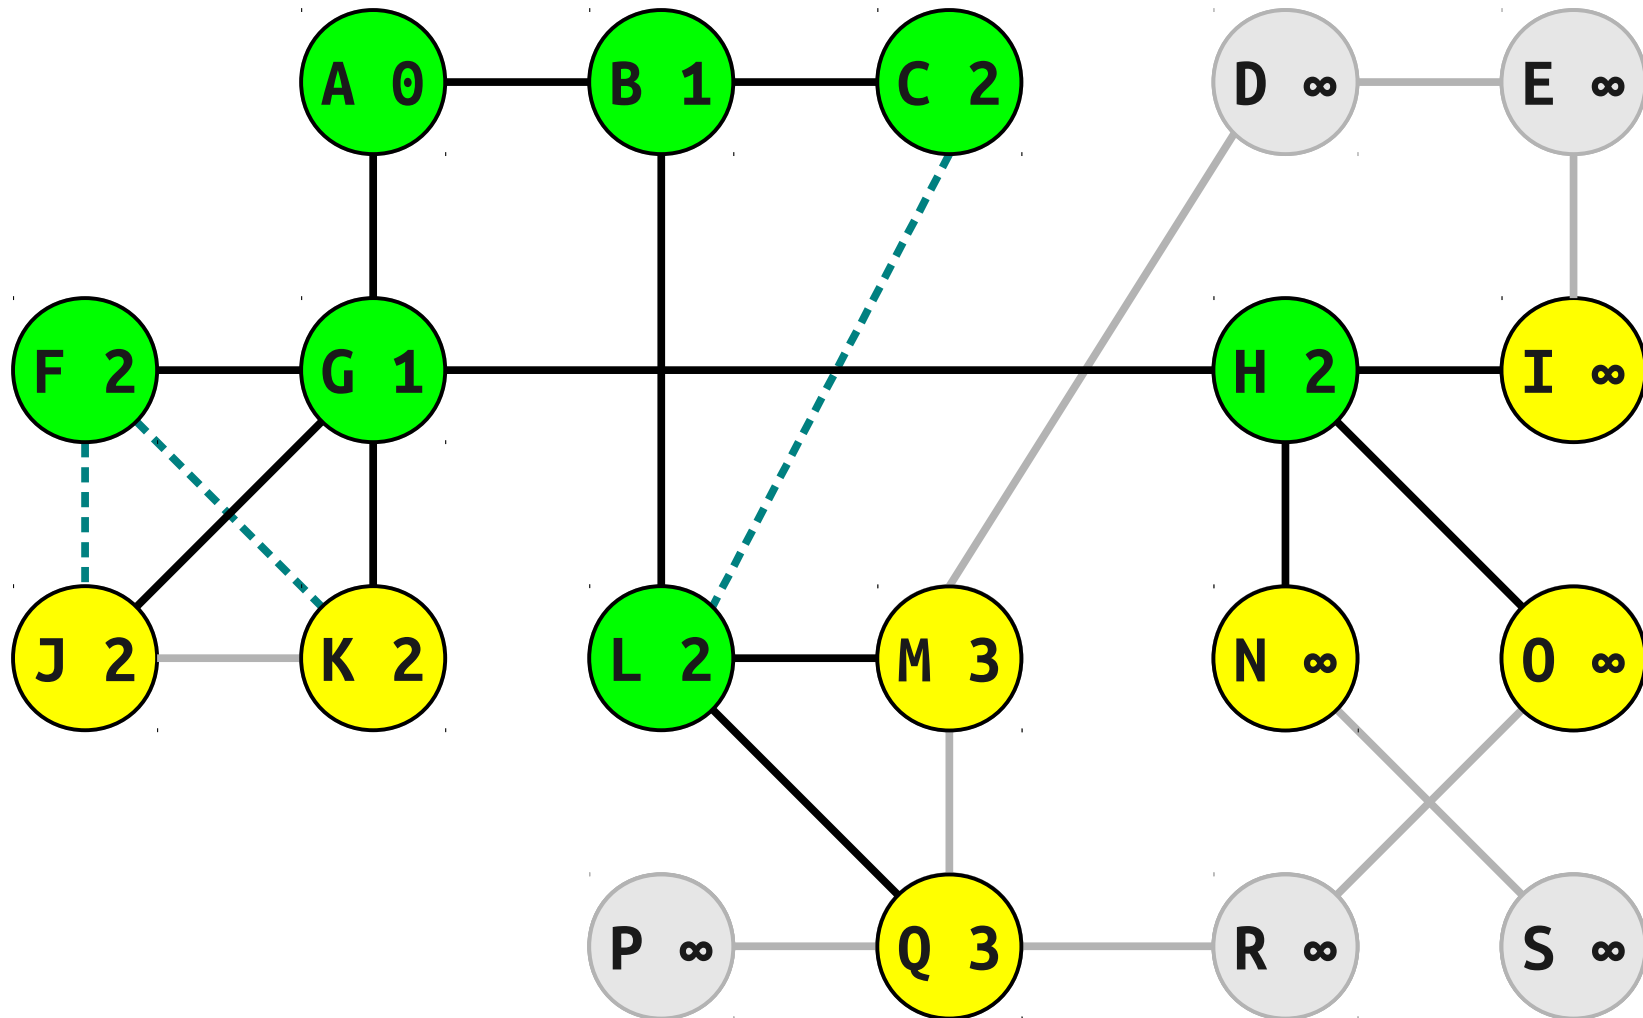 A 0 B 1 C 2 D ∞ E ∞
F 2 G 1 H 2 I ∞
J 2 K 2 L 2 M 3 N ∞ O ∞
P ∞ Q 3 R ∞ S ∞